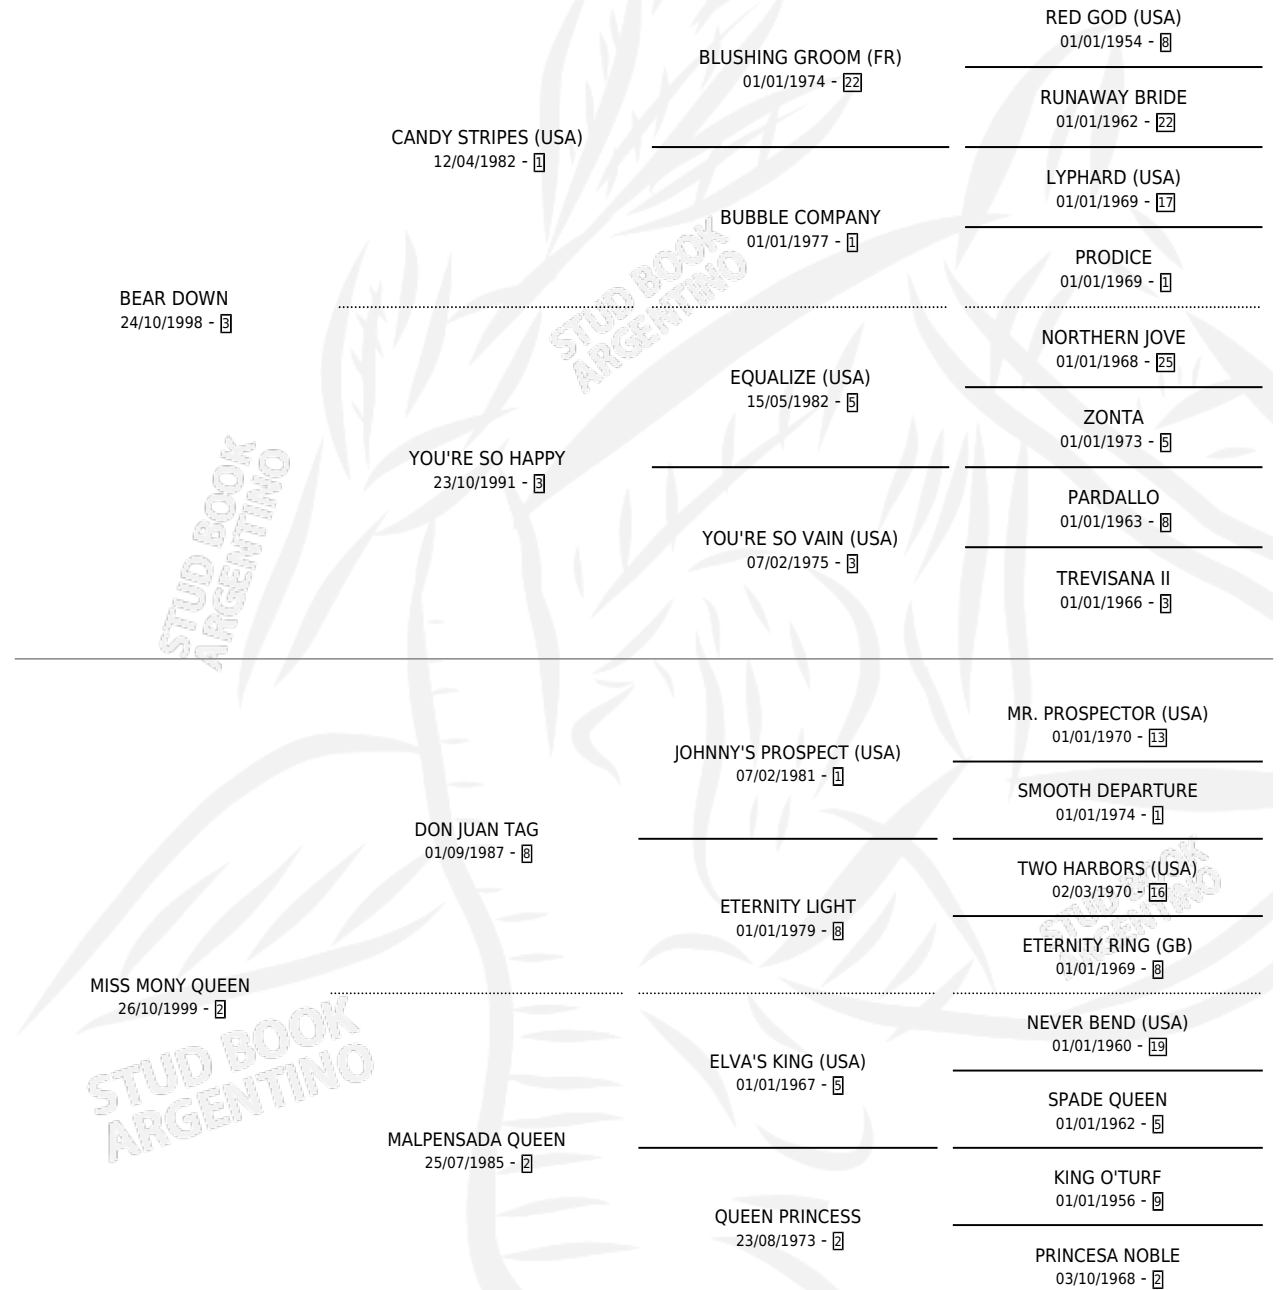 RED GOD (USA)
01/01/1954 - 8
BLUSHING GROOM (FR)
01/01/1974 - 22
RUNAWAY BRIDE
01/01/1962 - 22
CANDY STRIPES (USA)
12/04/1982 - 1
LYPHARD (USA)
01/01/1969 - 17
BUBBLE COMPANY
01/01/1977 - 1
PRODICE
01/01/1969 - 1
BEAR DOWN
24/10/1998 - 3
STUD BOOK
ARGENTINO
NORTHERN JOVE
01/01/1968 - 25
EQUALIZE (USA)
15/05/1982 - 5
ZONTA
01/01/1973 - 5
YOU'RE SO HAPPY
23/10/1991 - 3
PARDALLO
01/01/1963 - 8
YOU'RE SO VAIN (USA)
07/02/1975 - 3
TREVISANA II
01/01/1966 - 3
STUD BOOK
ARGENTINO
MR. PROSPECTOR (USA)
01/01/1970 - 13
JOHNNY'S PROSPECT (USA)
07/02/1981 - 1
SMOOTH DEPARTURE
01/01/1974 - 1
DON JUAN TAG
01/09/1987 - 8
TWO HARBORS (USA)
02/03/1970 - 16
STUD BOOK
ARGENTINO
ETERNITY LIGHT
01/01/1979 - 8
ETERNITY RING (GB)
01/01/1969 - 8
MISS MONY QUEEN
26/10/1999 - 2
STUD BOOK
ARGENTINO
NEVER BEND (USA)
01/01/1960 - 19
ELVA'S KING (USA)
01/01/1967 - 5
SPADE QUEEN
01/01/1962 - 5
MALPENSADA QUEEN
25/07/1985 - 2
KING O'TURF
01/01/1956 - 9
QUEEN PRINCESS
23/08/1973 - 2
PRINCESA NOBLE
03/10/1968 - 2